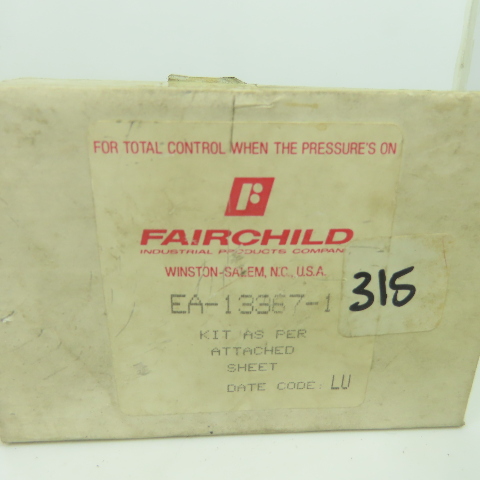 FOR TOTAL CONTROL WHEN THE PRESSURE'S ON
FAIRCHILD
INDUSTRIAL PRODUCTS COMPANY
WINSTON-SALEM, N.C., U.S.A.
EA-13367-1
315
KIT AS PER
ATTACHED
SHEET
DATE CODE: LU